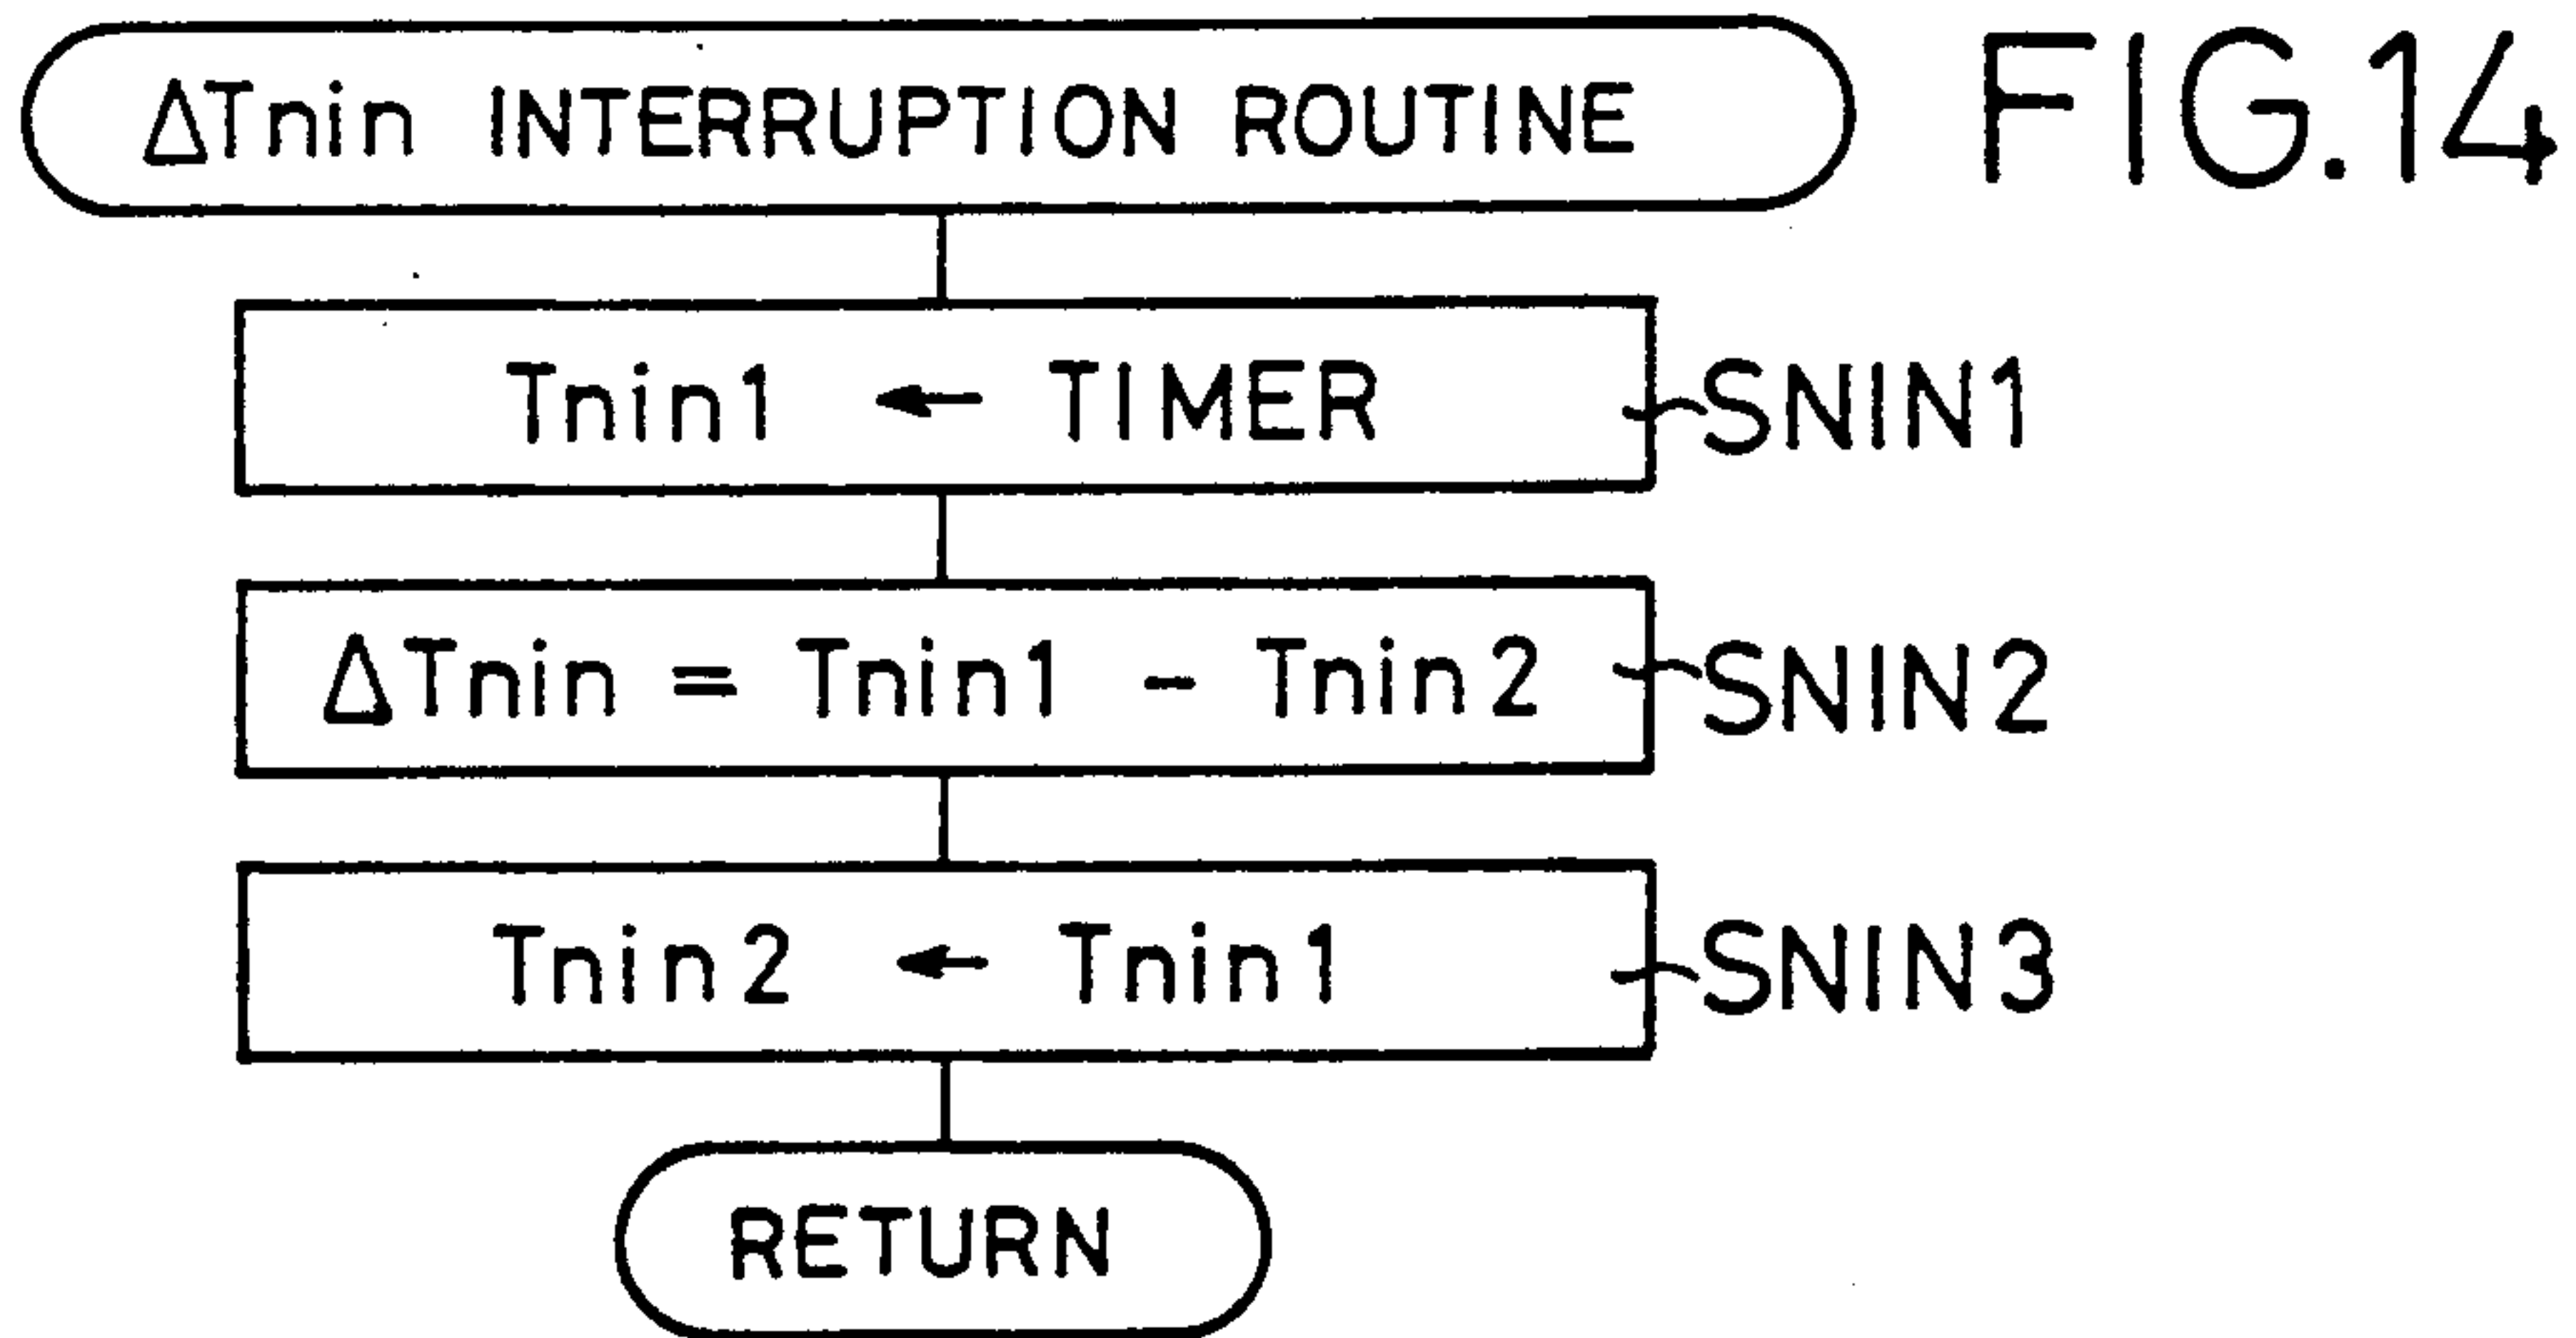 ΔTnin INTERRUPTION ROUTINE
FIG.14
Tnin1 ← TIMER
SNIN1
ΔTnin = Tnin1 - Tnin2
SNIN2
Tnin2 ← Tnin1
SNIN3
RETURN